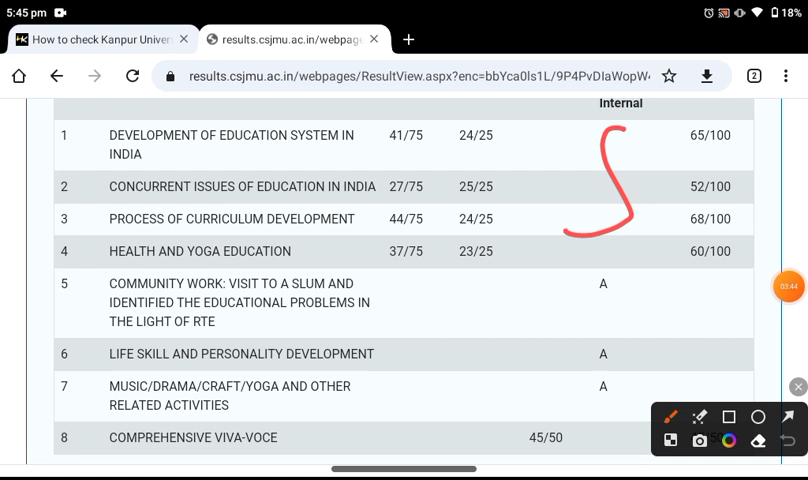 5:45 pm 18%
How to check Kanpur Univer × results.csjmu.ac.in/webpage × +
results.csjmu.ac.in/webpages/ResultView.aspx?enc=bbYca0ls1L/9P4PvDIaWopW 2
Internal
1 DEVELOPMENT OF EDUCATION SYSTEM IN 41/75 24/25 65/100
INDIA
2 CONCURRENT ISSUES OF EDUCATION IN INDIA 27/75 25/25 52/100
3 PROCESS OF CURRICULUM DEVELOPMENT 44/75 24/25 68/100
4 HEALTH AND YOGA EDUCATION 37/75 23/25 60/100
5 COMMUNITY WORK: VISIT TO A SLUM AND A
IDENTIFIED THE EDUCATIONAL PROBLEMS IN
THE LIGHT OF RTE
03:44
6 LIFE SKILL AND PERSONALITY DEVELOPMENT A
7 MUSIC/DRAMA/CRAFT/YOGA AND OTHER A
RELATED ACTIVITIES
8 COMPREHENSIVE VIVA-VOCE 45/50